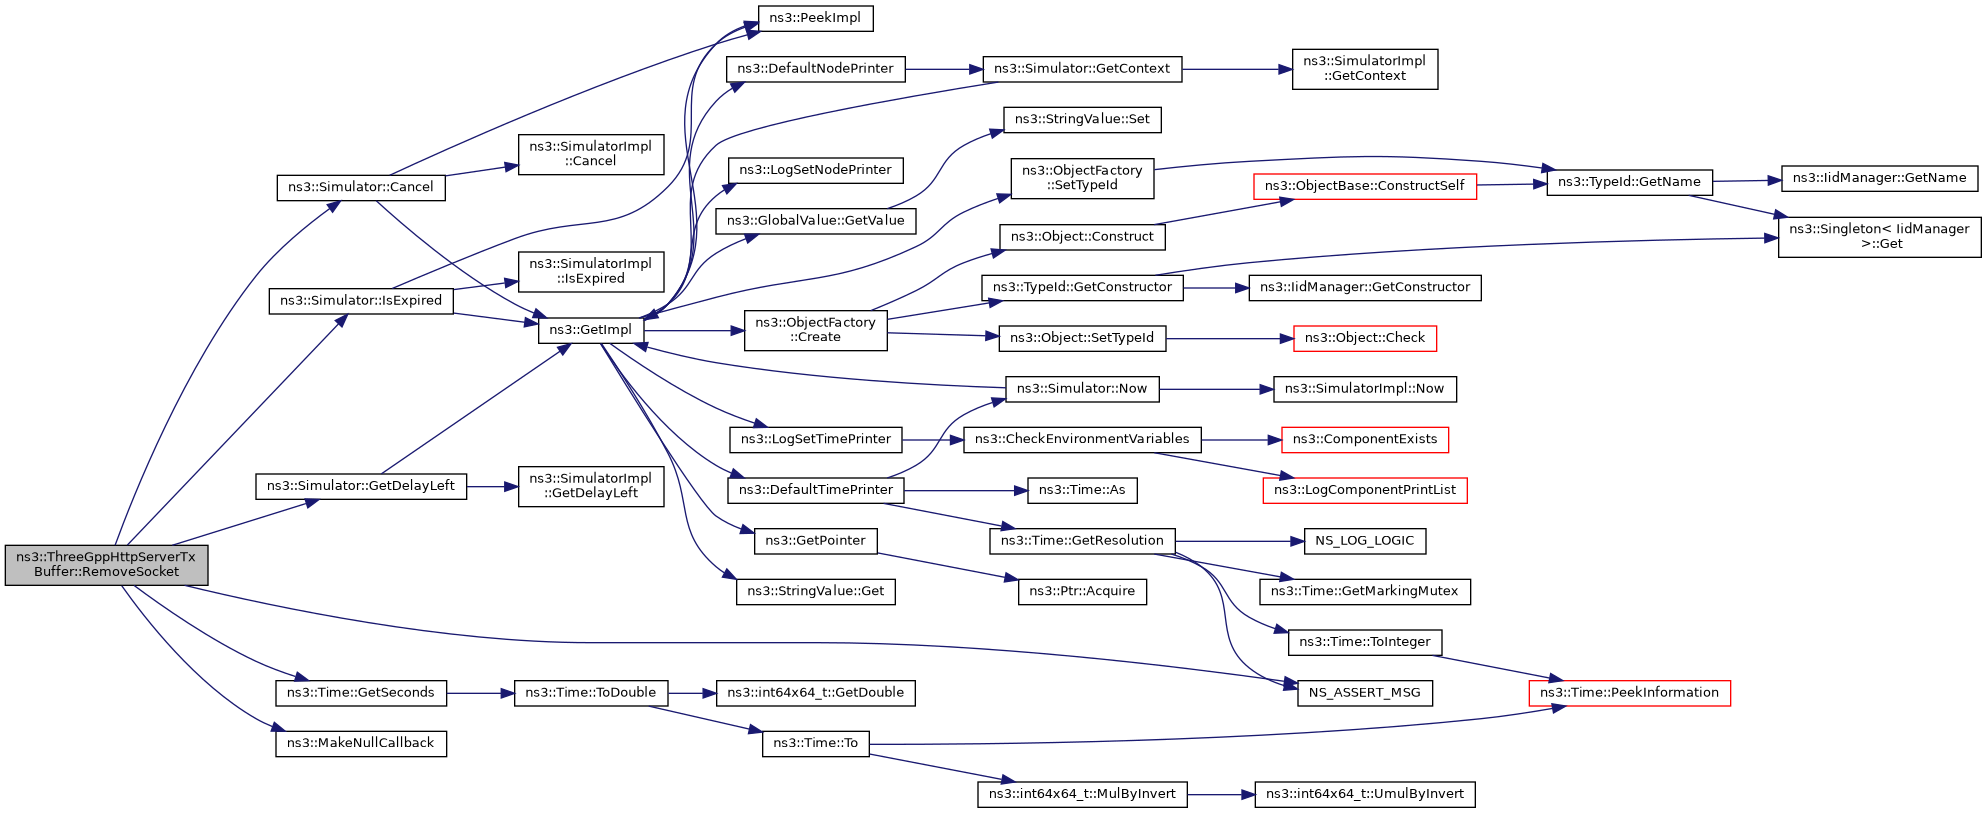 ns3::PeekImpl
ns3::DefaultNodePrinter
ns3::Simulator::GetContext
ns3::SimulatorImpl
::GetContext
ns3::StringValue::Set
ns3::SimulatorImpl
::Cancel
ns3::LogSetNodePrinter
ns3::ObjectFactory
::SetTypeId
ns3::Simulator::Cancel
ns3::ObjectBase::ConstructSelf
ns3::TypeId::GetName
ns3::IidManager::GetName
ns3::GlobalValue::GetValue
ns3::Object::Construct
ns3::Singleton< IidManager
>::Get
ns3::SimulatorImpl
::IsExpired
ns3::Simulator::IsExpired
ns3::TypeId::GetConstructor
ns3::IidManager::GetConstructor
ns3::GetImpl
ns3::ObjectFactory
::Create
ns3::Object::SetTypeId
ns3::Object::Check
ns3::Simulator::Now
ns3::SimulatorImpl::Now
ns3::LogSetTimePrinter
ns3::CheckEnvironmentVariables
ns3::ComponentExists
ns3::Simulator::GetDelayLeft
ns3::SimulatorImpl
::GetDelayLeft
ns3::DefaultTimePrinter
ns3::Time::As
ns3::LogComponentPrintList
ns3::GetPointer
ns3::Time::GetResolution
NS_LOG_LOGIC
ns3::ThreeGppHttpServerTx
Buffer::RemoveSocket
ns3::StringValue::Get
ns3::Ptr::Acquire
ns3::Time::GetMarkingMutex
ns3::Time::ToInteger
ns3::Time::GetSeconds
ns3::Time::ToDouble
ns3::int64x64_t::GetDouble
NS_ASSERT_MSG
ns3::Time::PeekInformation
ns3::MakeNullCallback
ns3::Time::To
ns3::int64x64_t::MulByInvert
ns3::int64x64_t::UmulByInvert